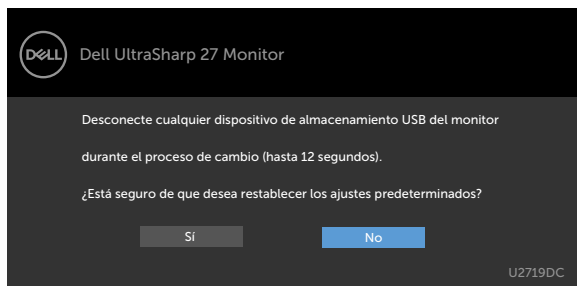 DELL Dell UltraSharp 27 Monitor
Desconecte cualquier dispositivo de almacenamiento USB del monitor
durante el proceso de cambio (hasta 12 segundos).
¿Está seguro de que desea restablecer los ajustes predeterminados?
Sí No
U2719DC